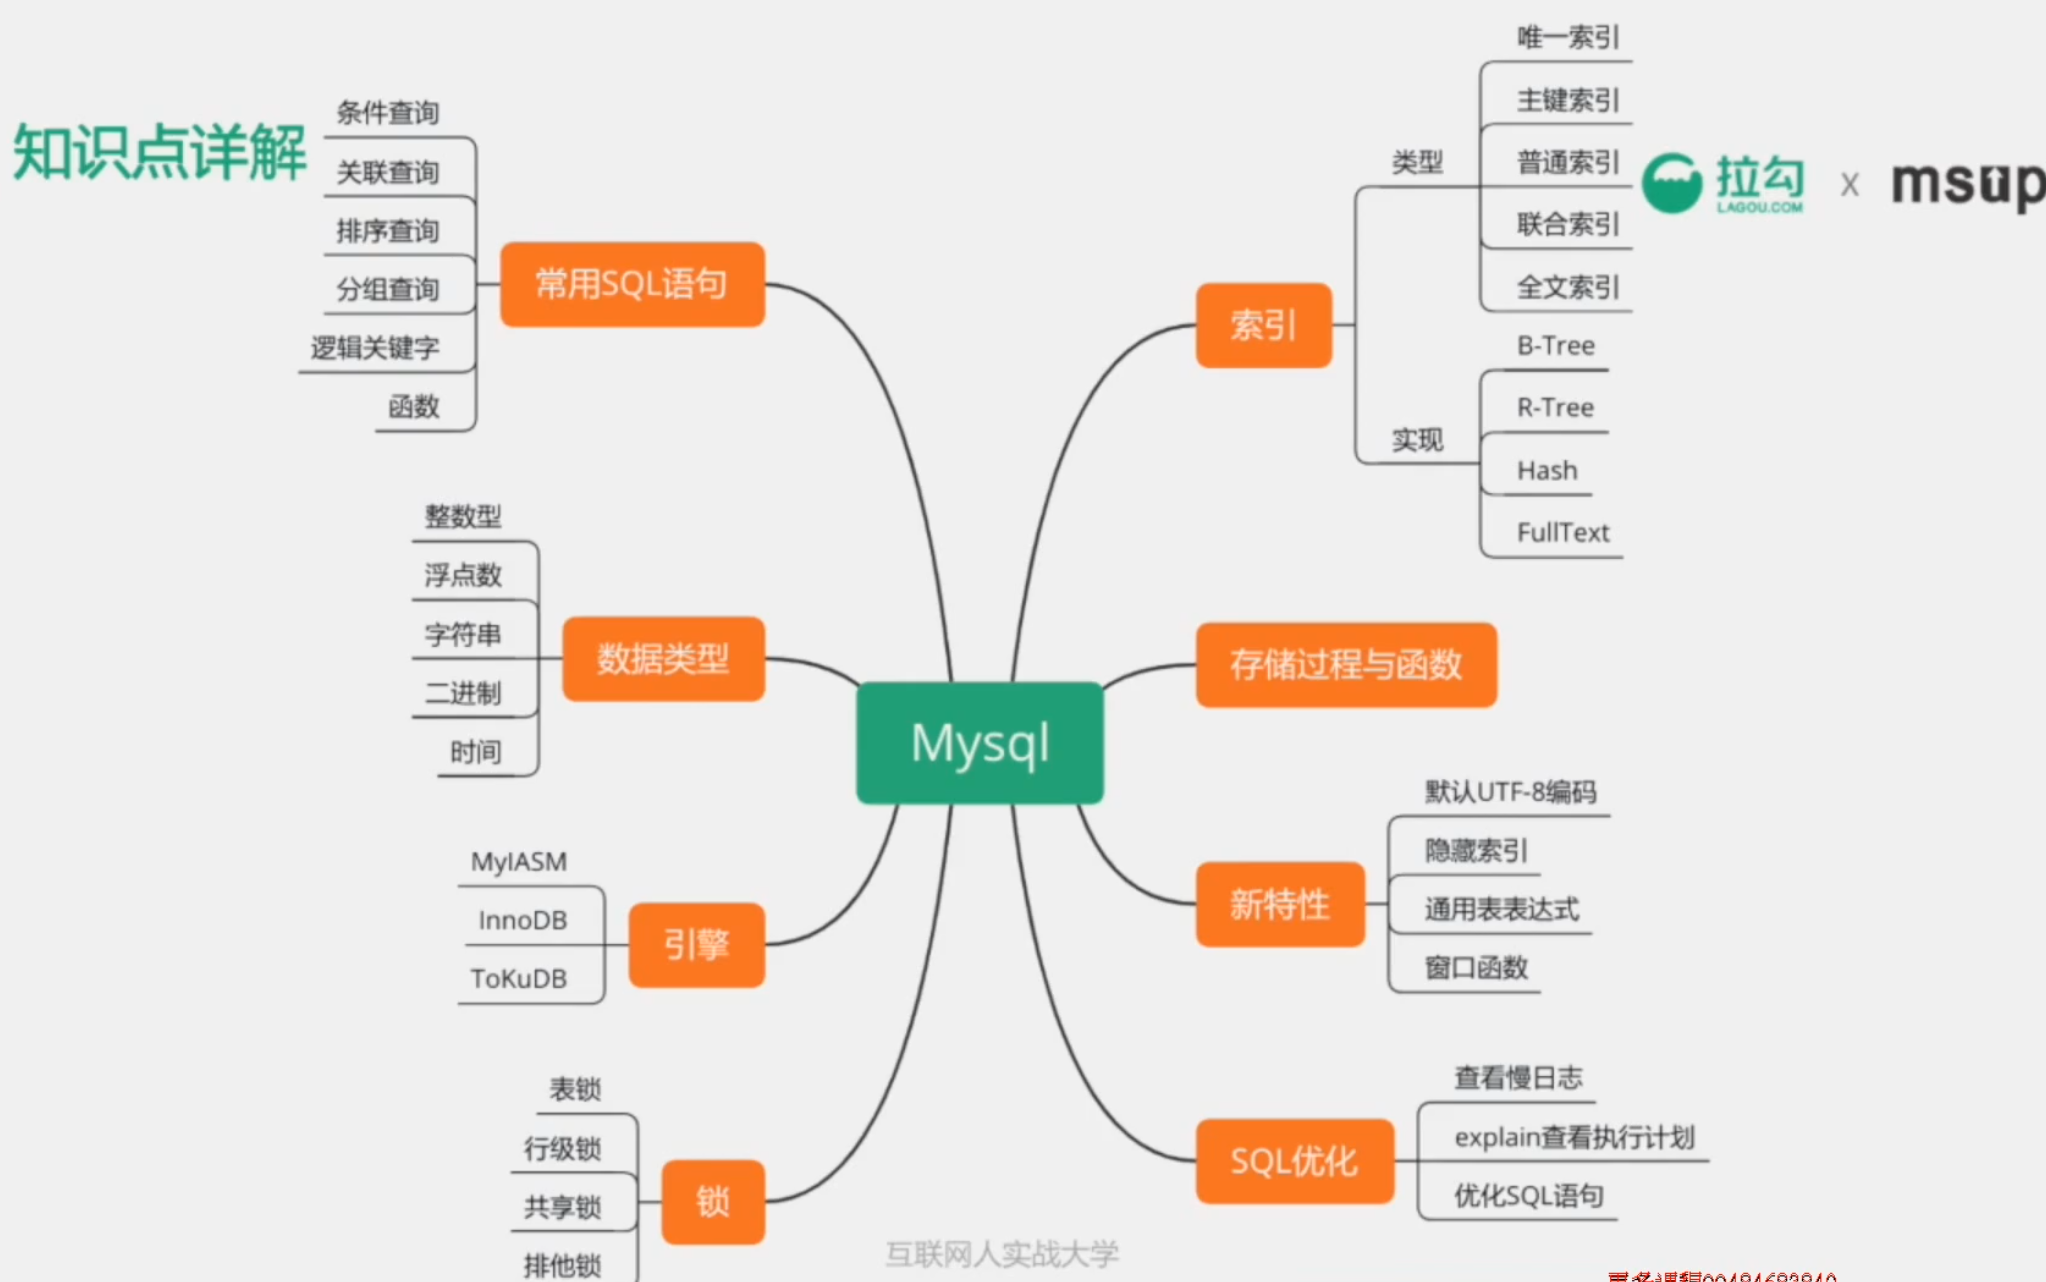 知识点详解
条件查询
关联查询
排序查询
分组查询
逻辑关键字
函数
常用SQL语句
整数型
浮点数
字符串
二进制
时间
数据类型
MyIASM
InnoDB
ToKuDB
引擎
表锁
行级锁
共享锁
排他锁
锁
Mysql
索引
类型
唯一索引
主键索引
普通索引
联合索引
全文索引
实现
B-Tree
R-Tree
Hash
FullText
拉勾
LAGOU.COM
X
msup
存储过程与函数
新特性
默认UTF-8编码
隐藏索引
通用表表达式
窗口函数
SQL优化
查看慢日志
explain查看执行计划
优化SQL语句
互联网人实战大学